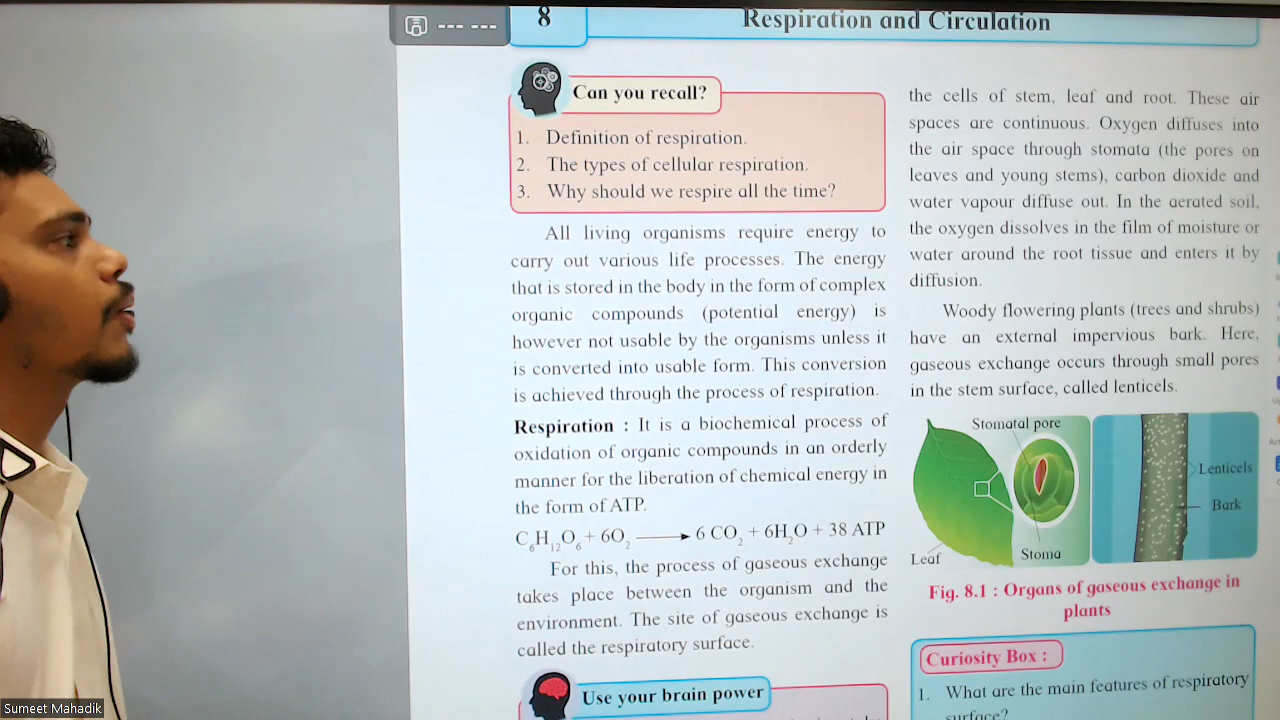 8
Respiration and Circulation
Can you recall?
1. Definition of respiration.
2. The types of cellular respiration.
3. Why should we respire all the time?
All living organisms require energy to
carry out various life processes. The energy
that is stored in the body in the form of complex
organic compounds (potential energy) is
however not usable by the organisms unless it
is converted into usable form. This conversion
is achieved through the process of respiration.
Respiration : It is a biochemical process of
oxidation of organic compounds in an orderly
manner for the liberation of chemical energy in
the form of ATP.
C₆H₁₂O₆ + 6O₂ ⟶ 6 CO₂ + 6H₂O + 38 ATP
For this, the process of gaseous exchange
takes place between the organism and the
environment. The site of gaseous exchange is
called the respiratory surface.
Use your brain power
the cells of stem, leaf and root. These air
spaces are continuous. Oxygen diffuses into
the air space through stomata (the pores on
leaves and young stems), carbon dioxide and
water vapour diffuse out. In the aerated soil,
the oxygen dissolves in the film of moisture or
water around the root tissue and enters it by
diffusion.
Woody flowering plants (trees and shrubs)
have an external impervious bark. Here,
gaseous exchange occurs through small pores
in the stem surface, called lenticels.
Stomatal pore
Lenticels
Bark
Leaf
Stoma
Fig. 8.1 : Organs of gaseous exchange in
plants
Curiosity Box :
1. What are the main features of respiratory
surface?
Sumeet Mahadik